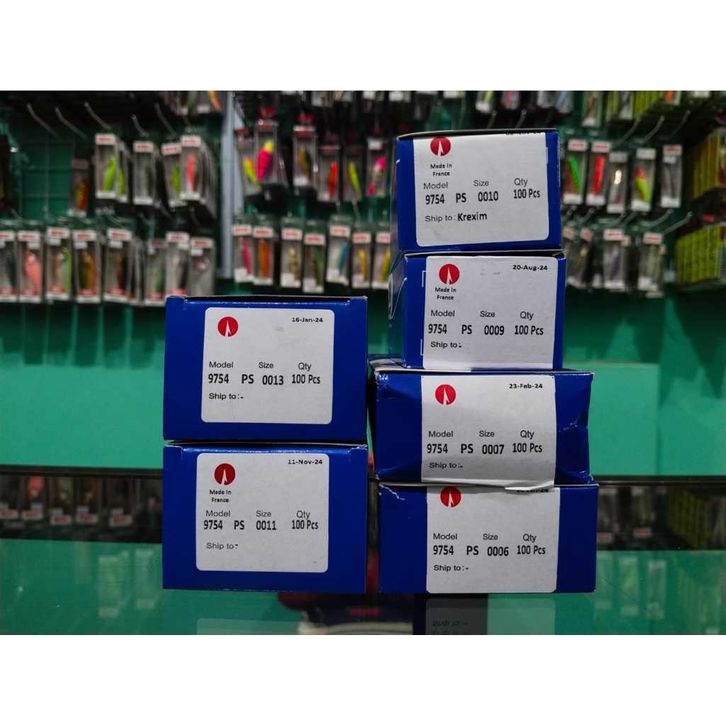 16-Jan-24
Model Size Qty
9754 PS 0013 100 Pcs
Ship to:-
11-Nov-24
Made In
France
Model Size Qty
9754 PS 0011 100 Pcs
Ship to:-
Made In
France
Model Size Qty
9754 PS 0010 100 Pcs
Ship to: Krexim
20-Aug-24
Made In
France
Model Size Qty
9754 PS 0009 100 Pcs
Ship to:-
23-Feb-24
Model Size Qty
9754 PS 0007 100 Pcs
Ship to:-
Model Size Qty
9754 PS 0006 100 Pcs
Ship to:-